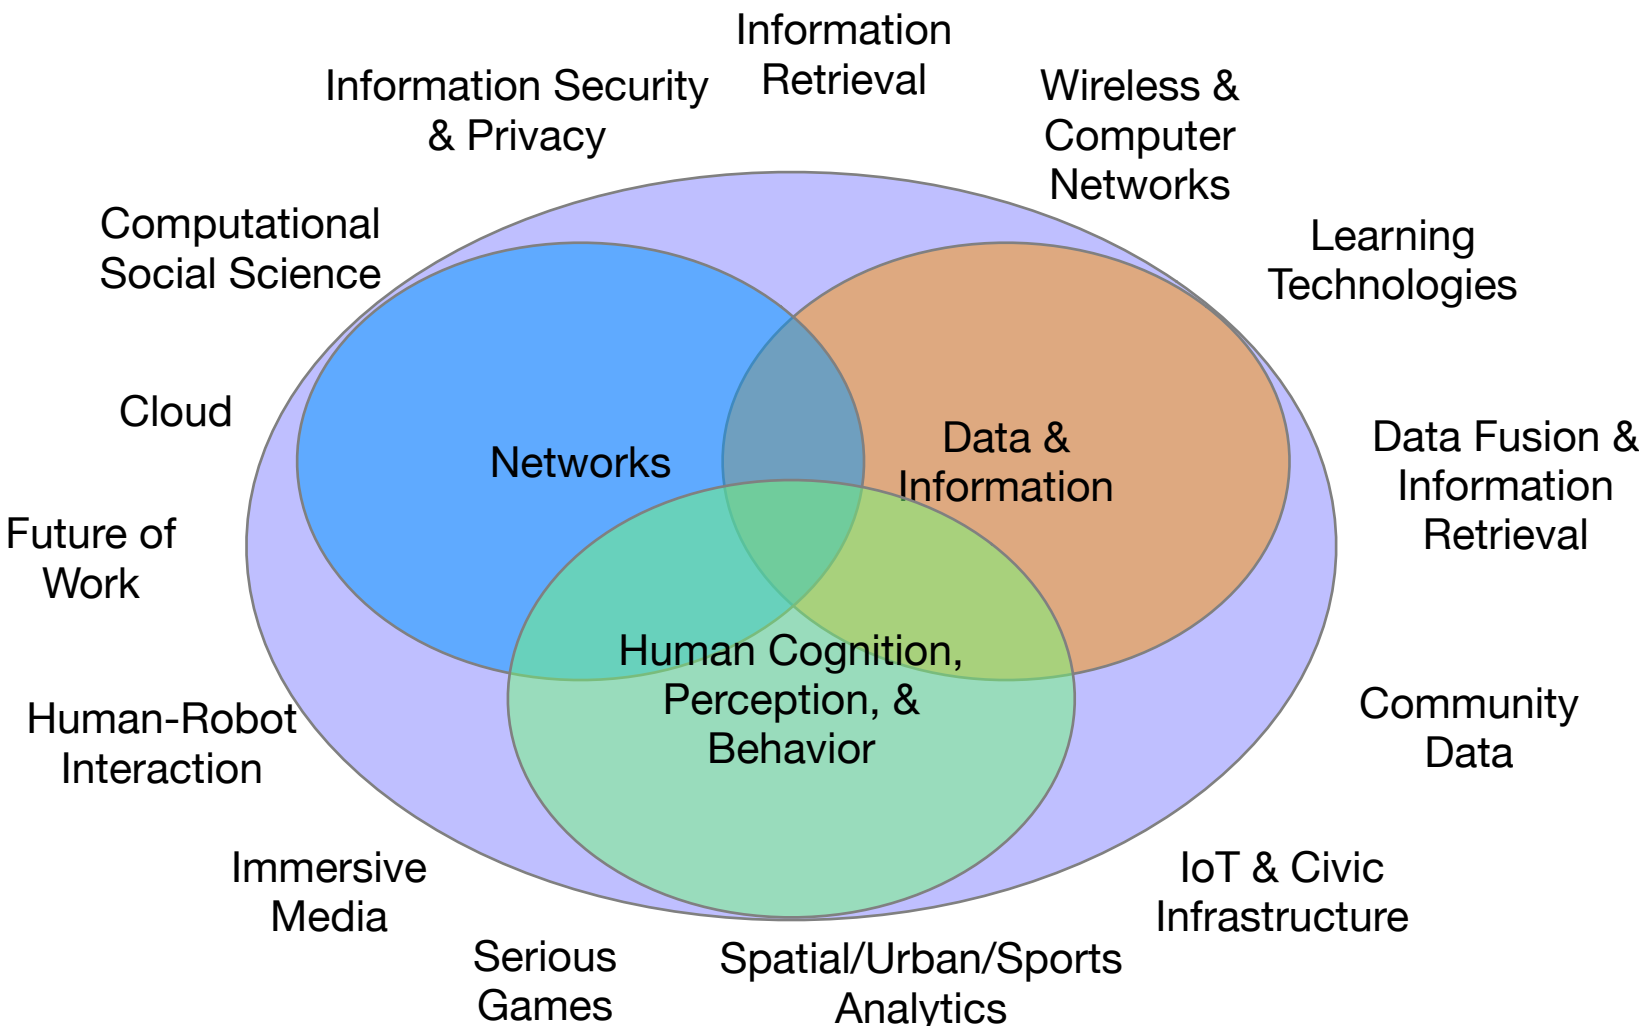 Information
Retrieval
Information Security
& Privacy
Wireless &
Computer
Networks
Computational
Social Science
Learning
Technologies
Cloud
Networks
Data &
Information
Data Fusion &
Information
Retrieval
Future of
Work
Human Cognition,
Perception, &
Behavior
Human-Robot
Interaction
Community
Data
Immersive
Media
IoT & Civic
Infrastructure
Serious
Games
Spatial/Urban/Sports
Analytics